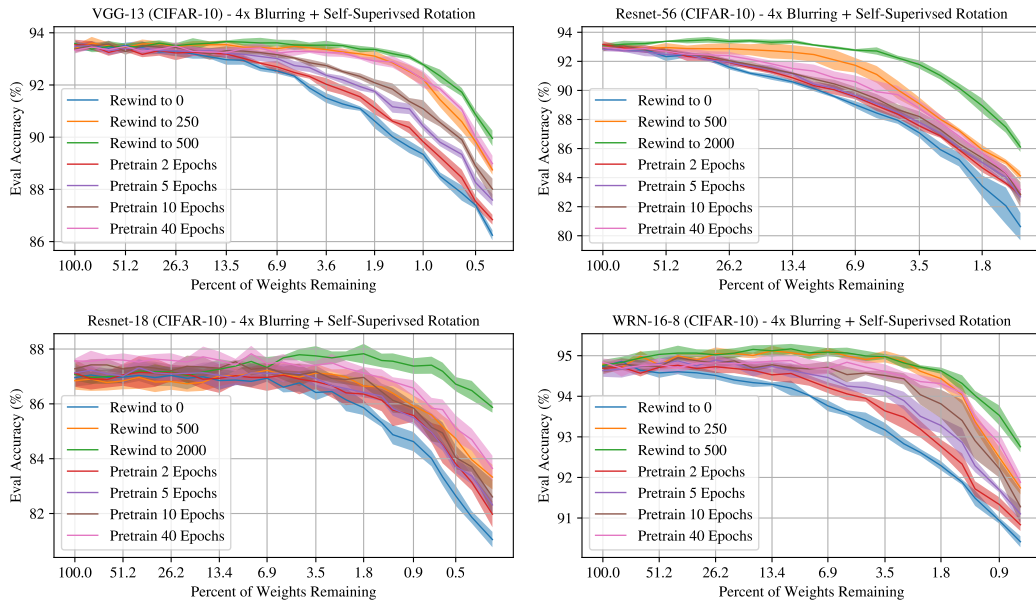 VGG-13 (CIFAR-10) - 4x Blurring + Self-Superivsed Rotation
94
92
90
88
86
Eval Accuracy (%)
Rewind to 0
Rewind to 250
Rewind to 500
Pretrain 2 Epochs
Pretrain 5 Epochs
Pretrain 10 Epochs
Pretrain 40 Epochs
100.0 51.2 26.3 13.5 6.9 3.6 1.9 1.0 0.5
Percent of Weights Remaining
Resnet-56 (CIFAR-10) - 4x Blurring + Self-Superivsed Rotation
94
92
90
88
86
84
82
80
Eval Accuracy (%)
Rewind to 0
Rewind to 500
Rewind to 2000
Pretrain 2 Epochs
Pretrain 5 Epochs
Pretrain 10 Epochs
Pretrain 40 Epochs
100.0 51.2 26.2 13.4 6.9 3.5 1.8
Percent of Weights Remaining
Resnet-18 (CIFAR-10) - 4x Blurring + Self-Superivsed Rotation
88
86
84
82
Eval Accuracy (%)
Rewind to 0
Rewind to 500
Rewind to 2000
Pretrain 2 Epochs
Pretrain 5 Epochs
Pretrain 10 Epochs
Pretrain 40 Epochs
100.0 51.2 26.2 13.4 6.9 3.5 1.8 0.9 0.5
Percent of Weights Remaining
WRN-16-8 (CIFAR-10) - 4x Blurring + Self-Superivsed Rotation
95
94
93
92
91
Eval Accuracy (%)
Rewind to 0
Rewind to 250
Rewind to 500
Pretrain 2 Epochs
Pretrain 5 Epochs
Pretrain 10 Epochs
Pretrain 40 Epochs
100.0 51.2 26.2 13.4 6.9 3.5 1.8 0.9
Percent of Weights Remaining